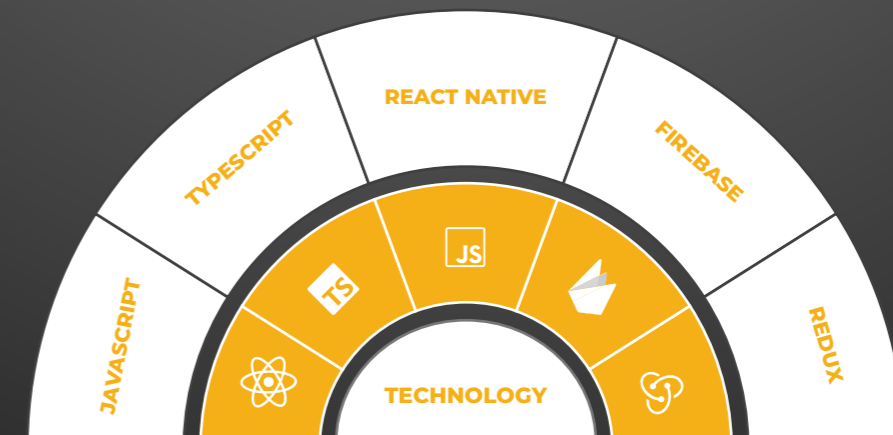 REACT NATIVE
TYPESCRIPT
FIREBASE
JAVASCRIPT
REDUX
JS
TS
TECHNOLOGY